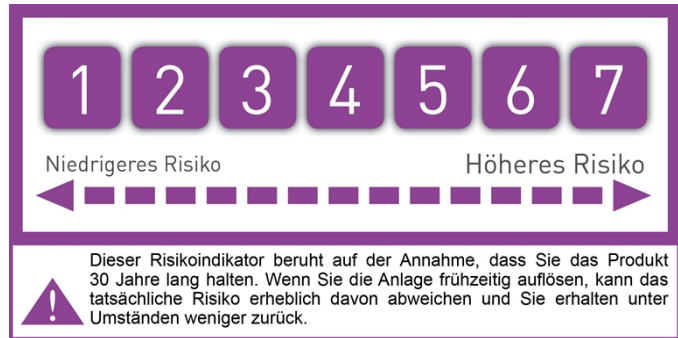 1 2 3 4 5 6 7
Niedrigeres Risiko Höheres Risiko
Dieser Risikoindikator beruht auf der Annahme, dass Sie das Produkt
30 Jahre lang halten. Wenn Sie die Anlage frühzeitig auflösen, kann das
tatsächliche Risiko erheblich davon abweichen und Sie erhalten unter
Umständen weniger zurück.
!